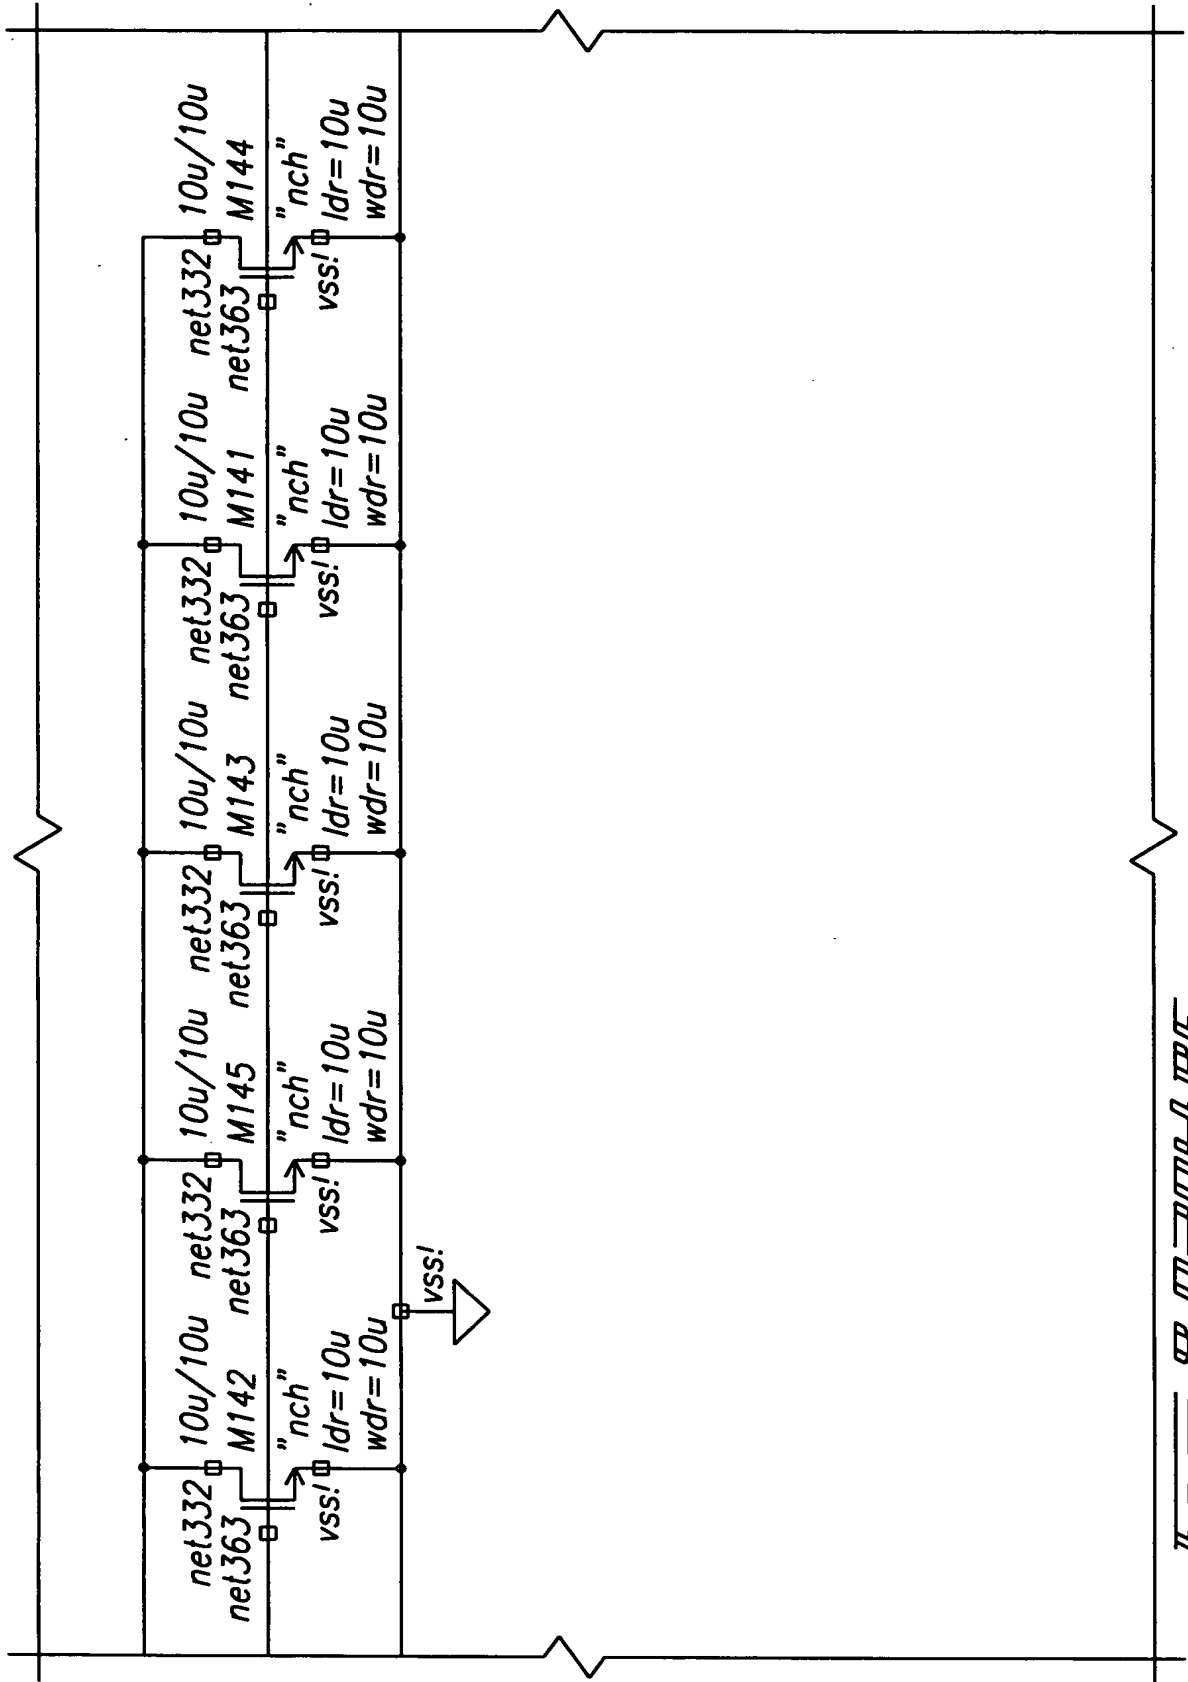 10u/10u
net332
M142
net363
"nch"
vss!
ldr=10u
wdr=10u
vss!
10u/10u
net332
M145
net363
"nch"
vss!
ldr=10u
wdr=10u
10u/10u
net332
M143
net363
"nch"
vss!
ldr=10u
wdr=10u
10u/10u
net332
M141
net363
"nch"
vss!
ldr=10u
wdr=10u
10u/10u
net332
M144
net363
"nch"
vss!
ldr=10u
wdr=10u